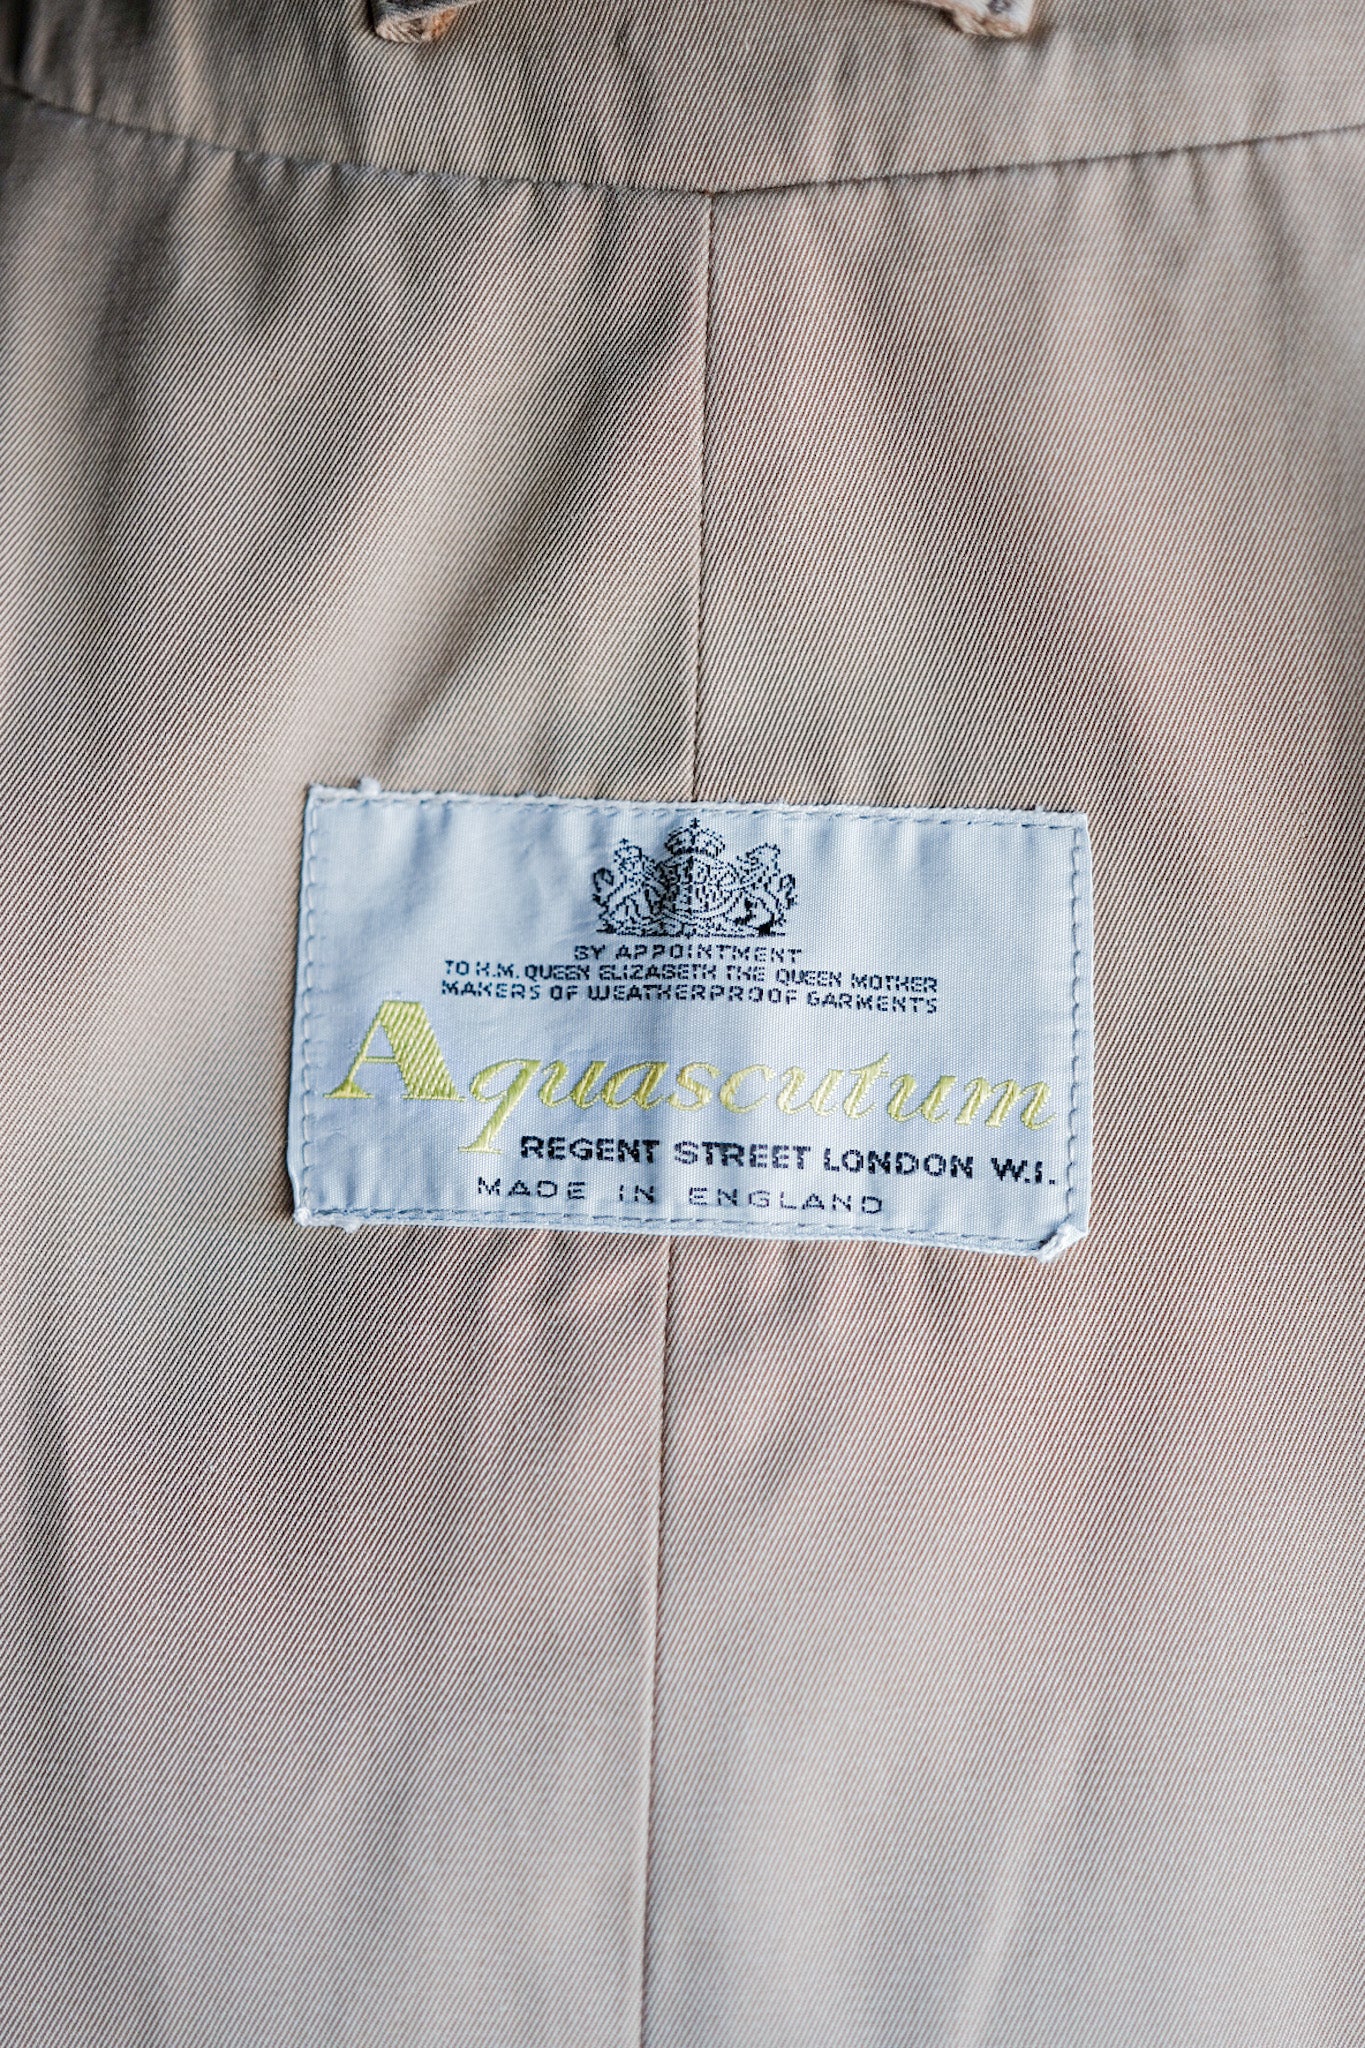 BY APPOINTMENT
TO H.M. QUEEN ELIZABETH THE QUEEN MOTHER
MAKERS OF WEATHERPROOF GARMENTS
Aquascutum
REGENT STREET LONDON W.I.
MADE IN ENGLAND